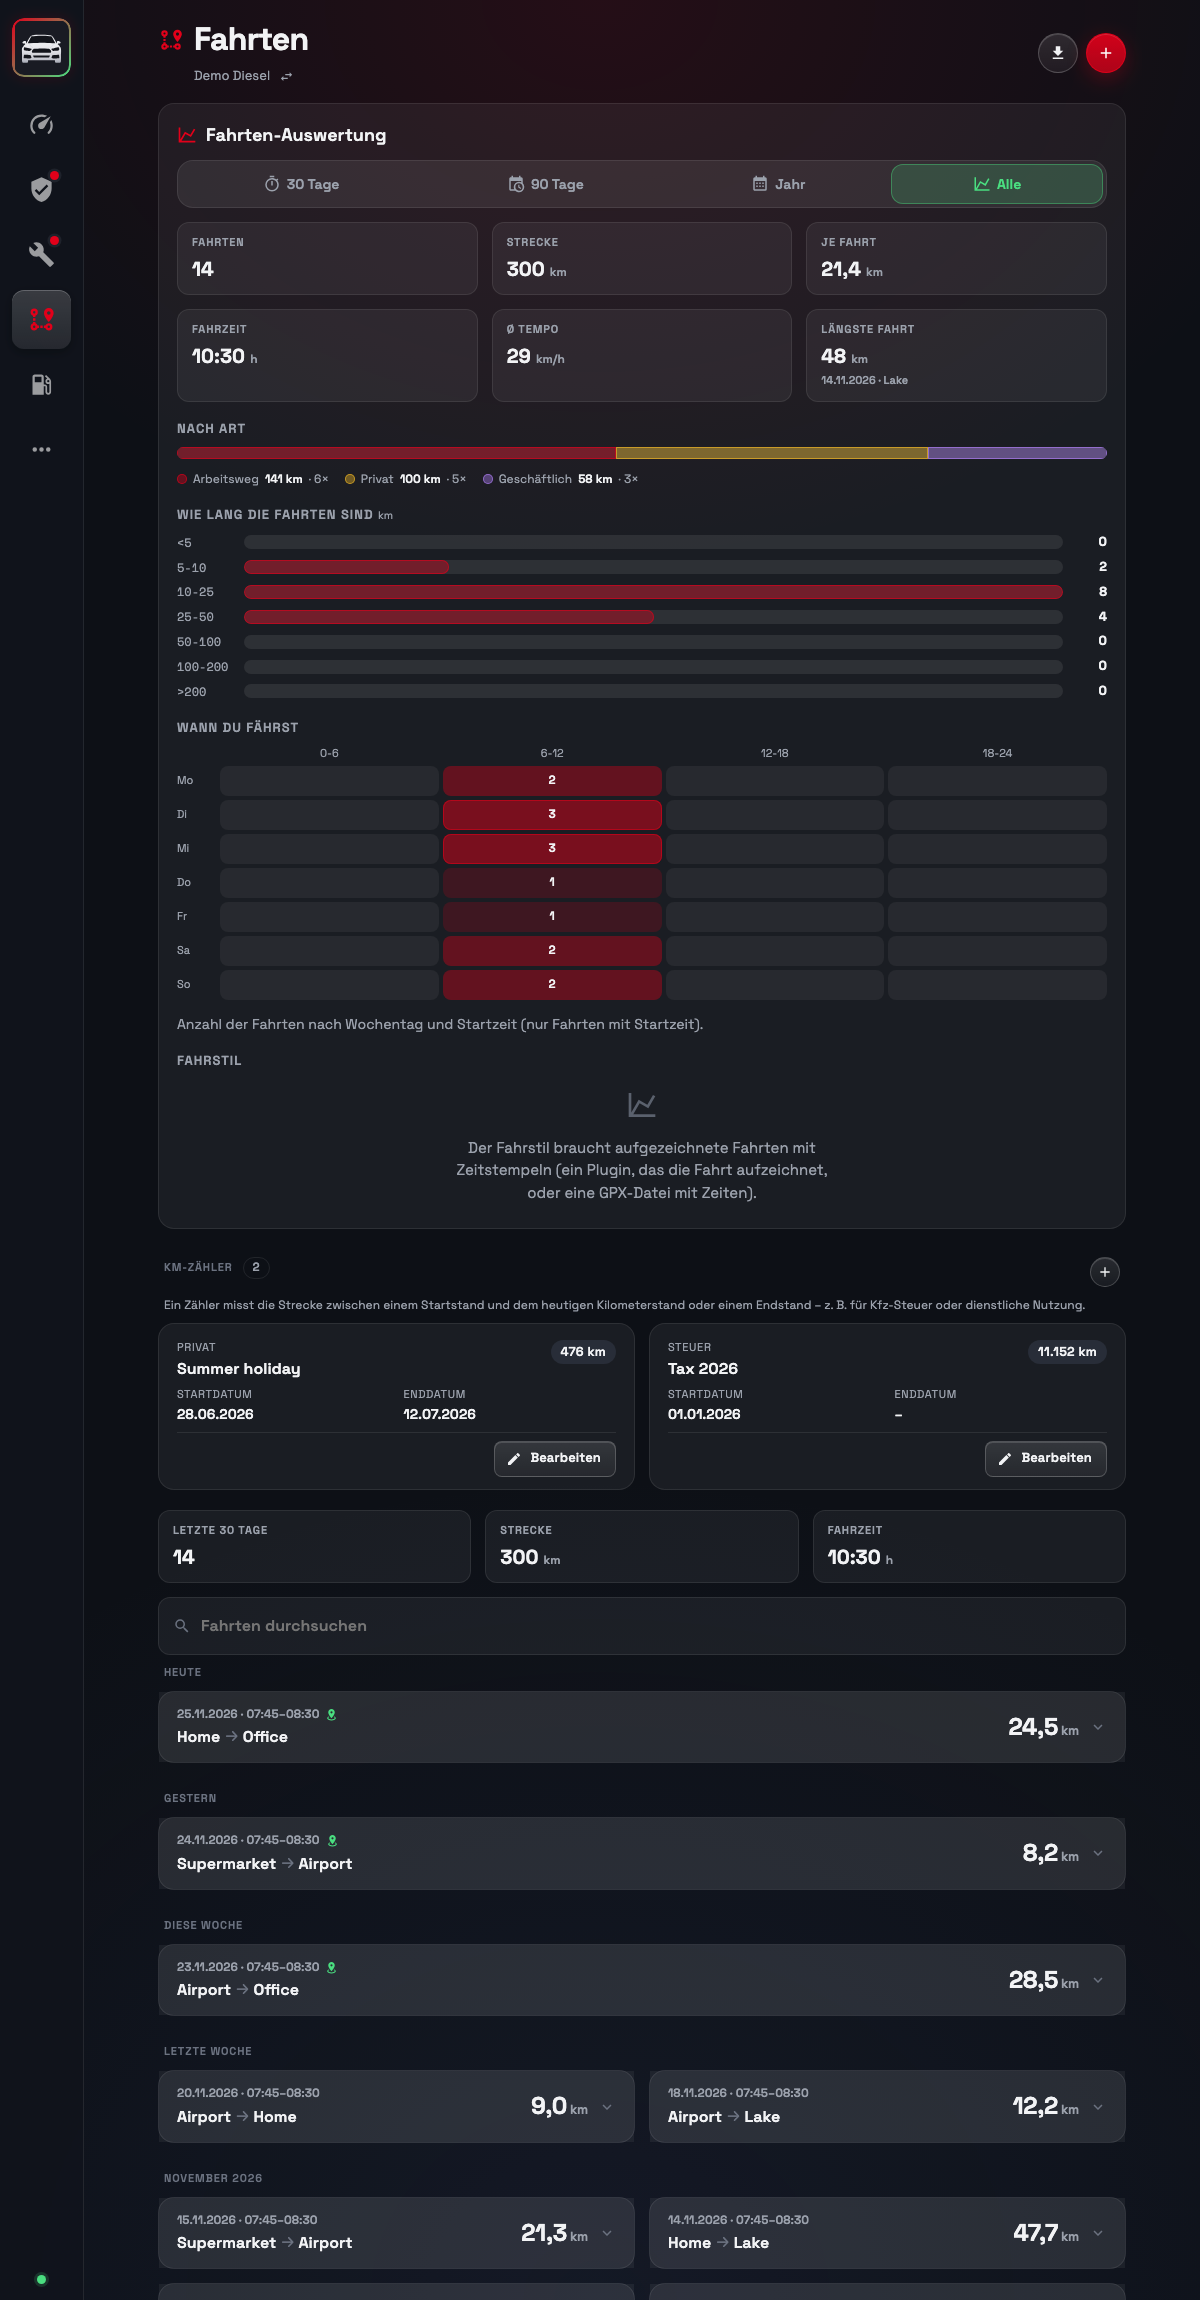 Fahrten
Demo Diesel
Fahrten-Auswertung
30 Tage
90 Tage
Jahr
Alle
FAHRTEN
14
STRECKE
300 km
JE FAHRT
21,4 km
FAHRZEIT
10:30 h
Ø TEMPO
29 km/h
LÄNGSTE FAHRT
48 km
14.11.2026 · Lake
NACH ART
Arbeitsweg 141 km · 6×
Privat 100 km · 5×
Geschäftlich 58 km · 3×
WIE LANG DIE FAHRTEN SIND km
<5 0
5-10 2
10-25 8
25-50 4
50-100 0
100-200 0
>200 0
WANN DU FÄHRST
0-6 6-12 12-18 18-24
Mo 2
Di 3
Mi 3
Do 1
Fr 1
Sa 2
So 2
Anzahl der Fahrten nach Wochentag und Startzeit (nur Fahrten mit Startzeit).
FAHRSTIL
Der Fahrstil braucht aufgezeichnete Fahrten mit
Zeitstempeln (ein Plugin, das die Fahrt aufzeichnet,
oder eine GPX-Datei mit Zeiten).
KM-ZÄHLER 2
Ein Zähler misst die Strecke zwischen einem Startstand und dem heutigen Kilometerstand oder einem Endstand – z. B. für Kfz-Steuer oder dienstliche Nutzung.
PRIVAT
Summer holiday
476 km
STARTDATUM
28.06.2026
ENDDATUM
12.07.2026
Bearbeiten
STEUER
Tax 2026
11.152 km
STARTDATUM
01.01.2026
ENDDATUM
–
Bearbeiten
LETZTE 30 TAGE
14
STRECKE
300 km
FAHRZEIT
10:30 h
Fahrten durchsuchen
HEUTE
25.11.2026 · 07:45–08:30
Home → Office
24,5 km
GESTERN
24.11.2026 · 07:45–08:30
Supermarket → Airport
8,2 km
DIESE WOCHE
23.11.2026 · 07:45–08:30
Airport → Office
28,5 km
LETZTE WOCHE
20.11.2026 · 07:45–08:30
Airport → Home
9,0 km
18.11.2026 · 07:45–08:30
Airport → Lake
12,2 km
NOVEMBER 2026
15.11.2026 · 07:45–08:30
Supermarket → Airport
21,3 km
14.11.2026 · 07:45–08:30
Home → Lake
47,7 km